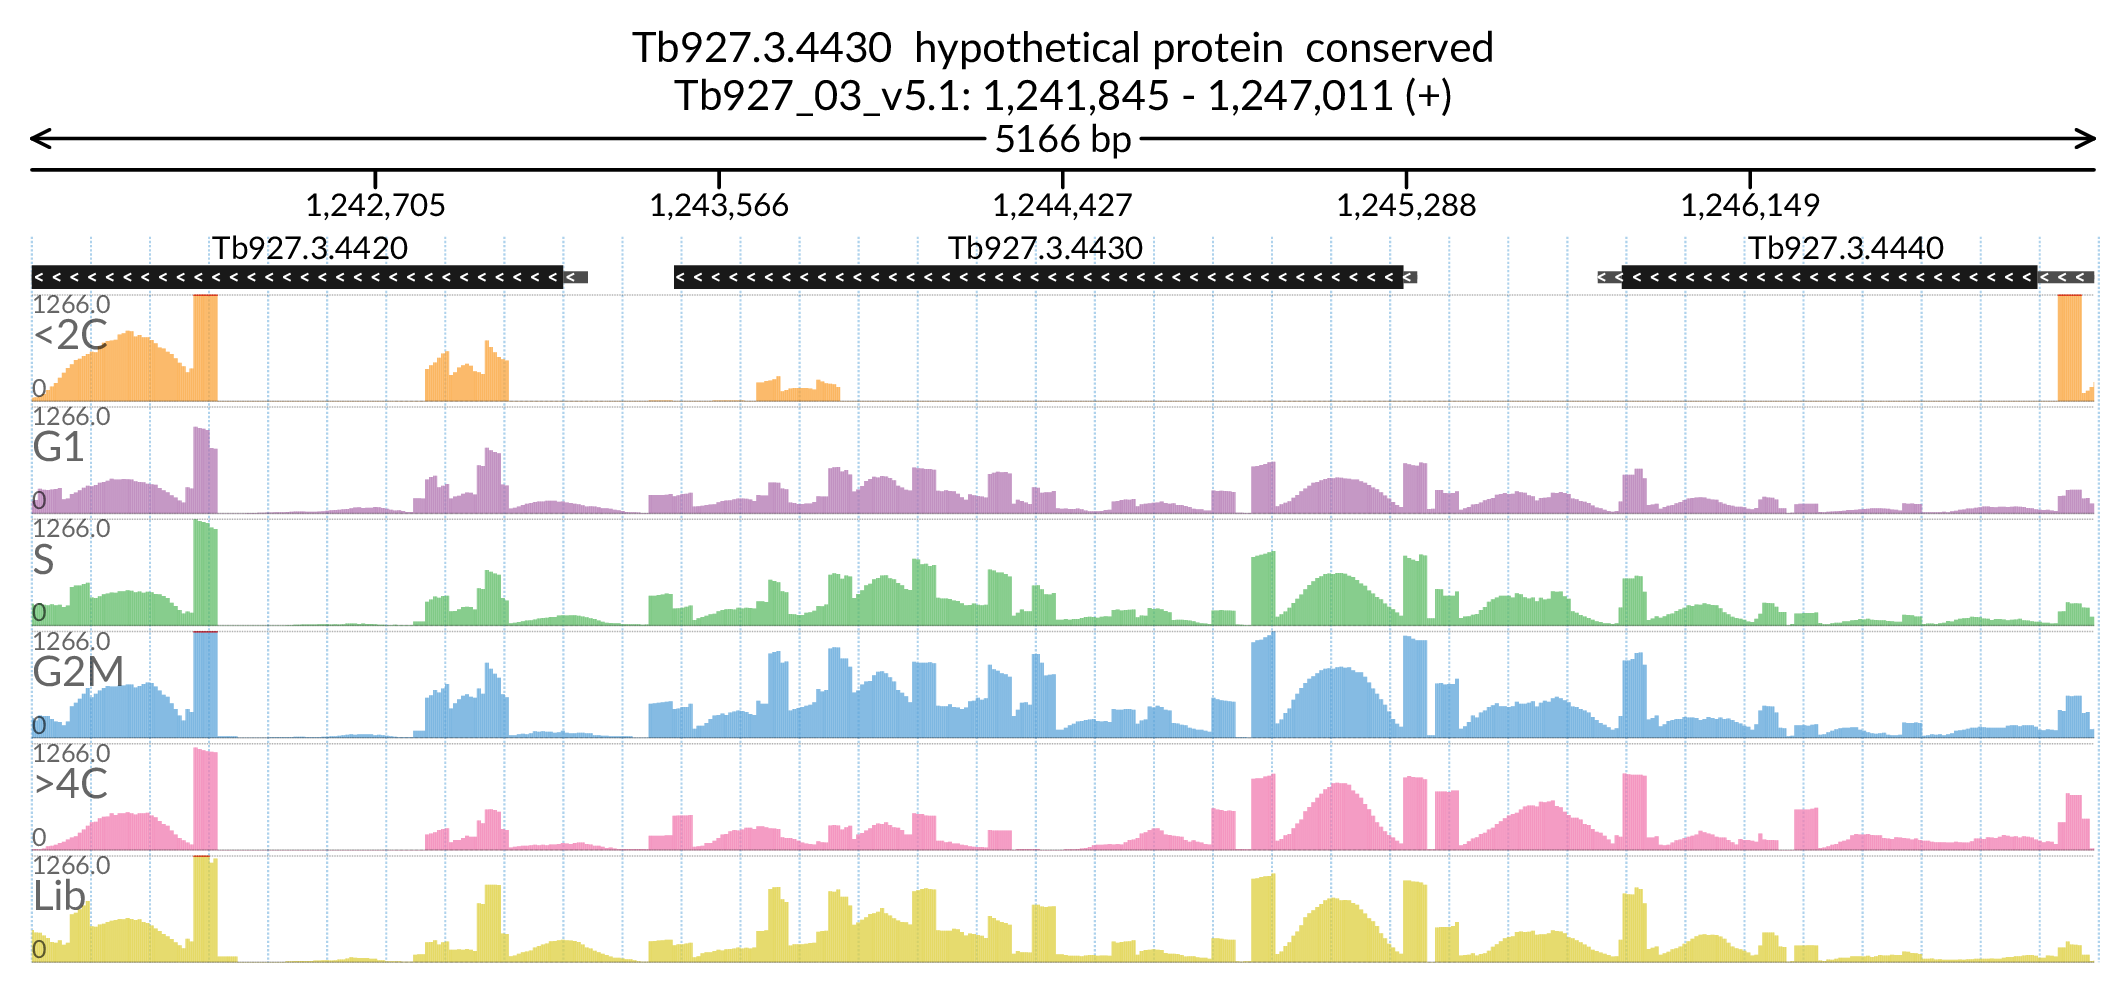 Tb927.3.4430  hypothetical protein  conserved
Tb927_03_v5.1: 1,241,845 - 1,247,011 (+)
5166 bp
1,242,705 1,243,566 1,244,427 1,245,288 1,246,149
Tb927.3.4420 Tb927.3.4430 Tb927.3.4440
1266.0
<2C
0
1266.0
G1
0
1266.0
S
0
1266.0
G2M
0
1266.0
>4C
0
1266.0
Lib
0